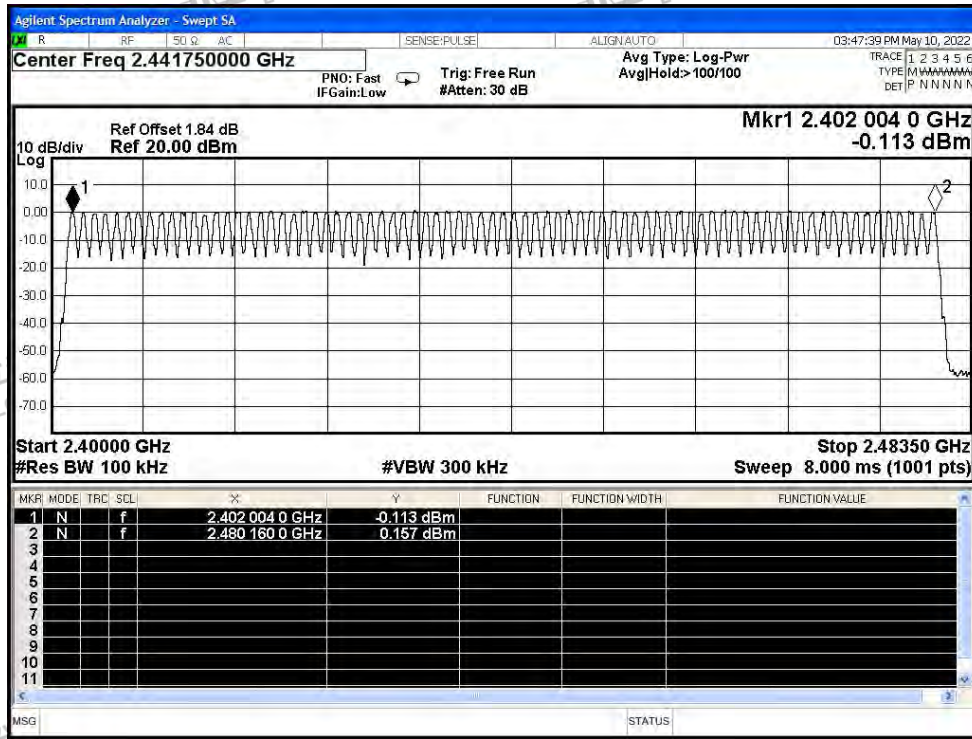 Agilent Spectrum Analyzer - Swept SA
LXI R RF 50 Ω AC SENSE:PULSE ALIGN AUTO 03:47:39 PM May 10, 2022
Center Freq 2.441750000 GHz
PNO: Fast
IFGain:Low
Trig: Free Run
#Atten: 30 dB
Avg Type: Log-Pwr
Avg|Hold:>100/100
TRACE 1 2 3 4 5 6
TYPE M
DET P N N N N N
Mkr1 2.402 004 0 GHz
-0.113 dBm
Ref Offset 1.84 dB
10 dB/div Ref 20.00 dBm
Log
1
2
10.0
0.00
-10.0
-20.0
-30.0
-40.0
-50.0
-60.0
-70.0
Start 2.40000 GHz Stop 2.48350 GHz
#Res BW 100 kHz #VBW 300 kHz Sweep 8.000 ms (1001 pts)
MKR MODE TRC SCL X Y FUNCTION FUNCTION WIDTH FUNCTION VALUE
1 N f 2.402 004 0 GHz -0.113 dBm
2 N f 2.480 160 0 GHz 0.157 dBm
3
4
5
6
7
8
9
10
11
MSG STATUS